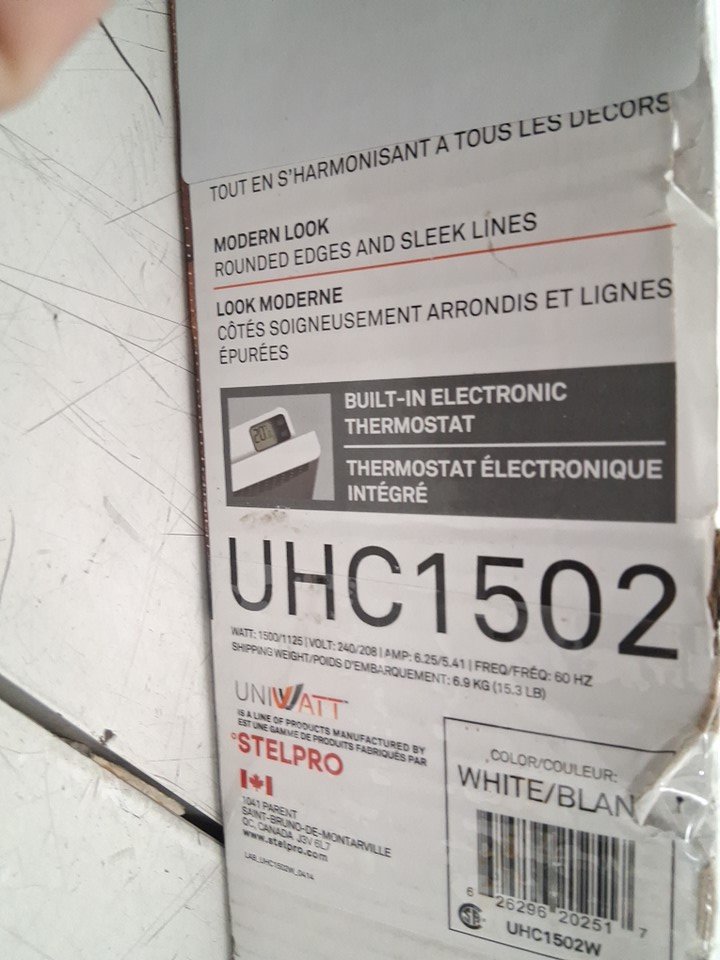 TOUT EN S'HARMONISANT À TOUS LES DÉCORS
MODERN LOOK
ROUNDED EDGES AND SLEEK LINES
LOOK MODERNE
CÔTÉS SOIGNEUSEMENT ARRONDIS ET LIGNES
ÉPURÉES
20
BUILT-IN ELECTRONIC
THERMOSTAT
THERMOSTAT ÉLECTRONIQUE
INTÉGRÉ
UHC1502
WATT: 1500/1125 | VOLT: 240/208 | AMP: 6.25/5.41 | FREQ/FRÉQ: 60 HZ
SHIPPING WEIGHT/POIDS D'EMBARQUEMENT: 6.9 KG (15.3 LB)
UNIWATT™
IS A LINE OF PRODUCTS MANUFACTURED BY
EST UNE GAMME DE PRODUITS FABRIQUÉS PAR
STELPRO
1041 PARENT
SAINT-BRUNO-DE-MONTARVILLE
QC, CANADA J3V 6L7
www.stelpro.com
LAB_UHC1502W_0414
COLOR/COULEUR:
WHITE/BLAN
6 26296 20251 7
UHC1502W